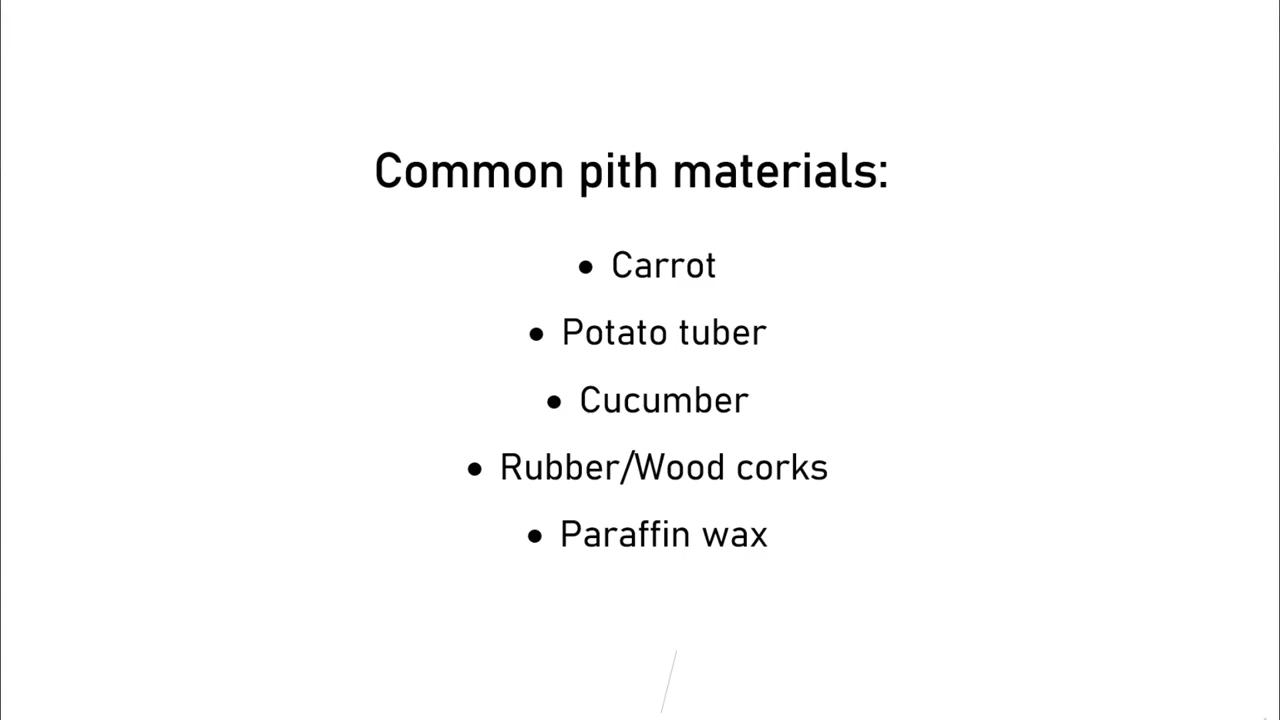 Common pith materials:
• Carrot
• Potato tuber
• Cucumber
• Rubber/Wood corks
• Paraffin wax